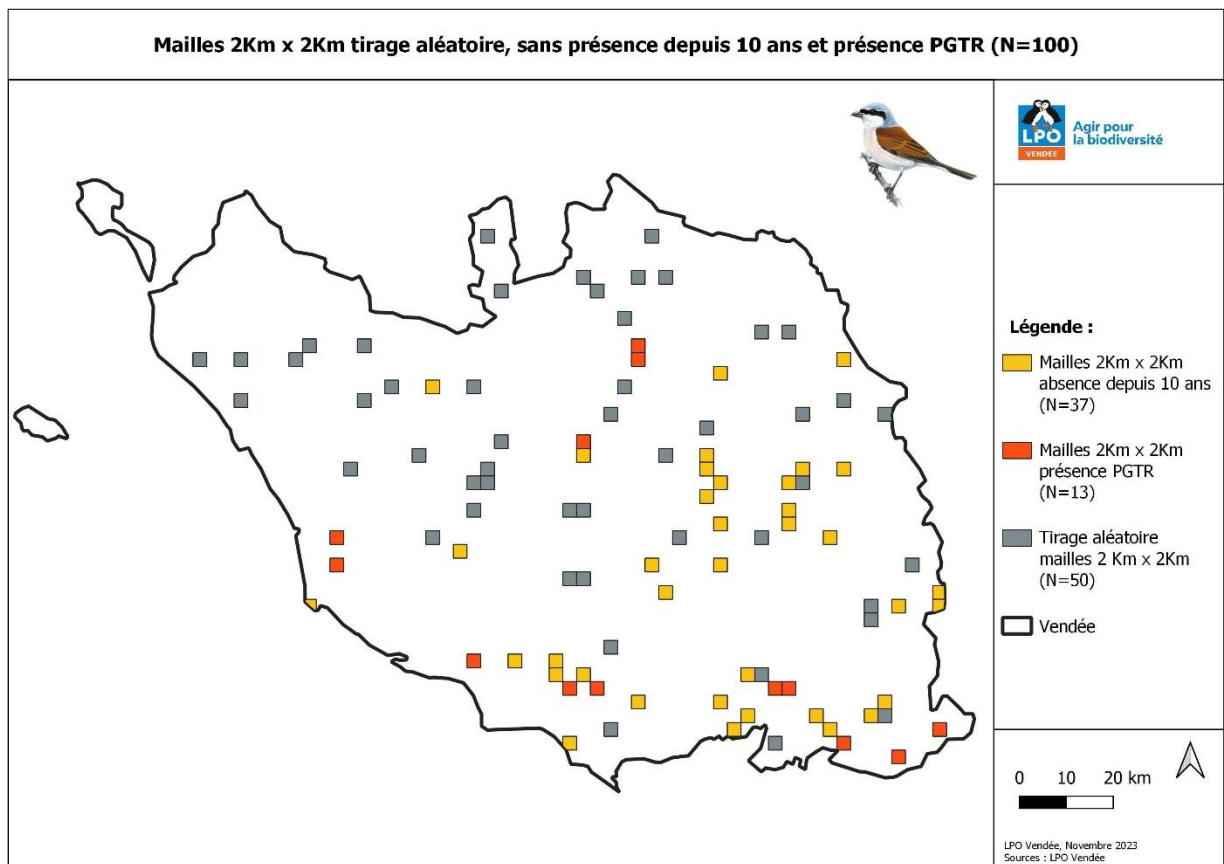 Mailles 2Km x 2Km tirage aléatoire, sans présence depuis 10 ans et présence PGTR (N=100)
LPO
VENDÉE
Agir pour
la biodiversité
Légende :
Mailles 2Km x 2Km
absence depuis 10 ans
(N=37)
Mailles 2Km x 2Km
présence PGTR
(N=13)
Tirage aléatoire
mailles 2 Km x 2Km
(N=50)
Vendée
0 10 20 km
LPO Vendée, Novembre 2023
Sources : LPO Vendée